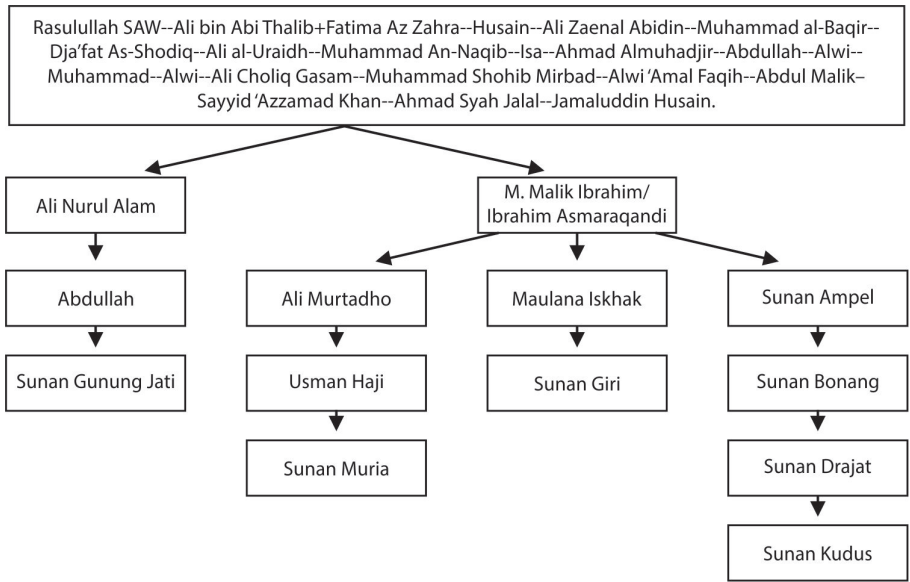 Rasulullah SAW--Ali bin Abi Thalib+Fatima Az Zahra--Husain--Ali Zaenal Abidin--Muhammad al-Baqir--
Dja'fat As-Shodiq--Ali al-Uraidh--Muhammad An-Naqib--Isa--Ahmad Almuhadjir--Abdullah--Alwi--
Muhammad--Alwi--Ali Choliq Gasam--Muhammad Shohib Mirbad--Alwi ‘Amal Faqih--Abdul Malik–
Sayyid ‘Azzamad Khan--Ahmad Syah Jalal--Jamaluddin Husain.
Ali Nurul Alam
M. Malik Ibrahim/
Ibrahim Asmaraqandi
Abdullah
Ali Murtadho
Maulana Iskhak
Sunan Ampel
Sunan Gunung Jati
Usman Haji
Sunan Giri
Sunan Bonang
Sunan Muria
Sunan Drajat
Sunan Kudus